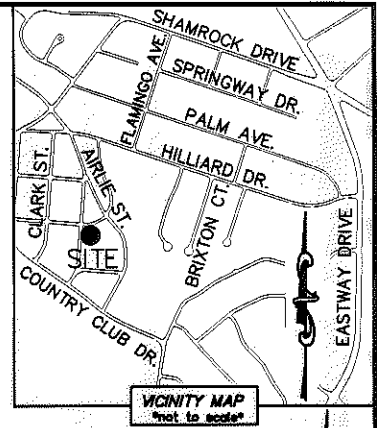 SHAMROCK DRIVE
SPRINGWAY DR.
FLAMINGO AVE.
PALM AVE.
HILLIARD DR.
AIRLIE ST.
CLARK ST.
BRIXTON CT.
SITE
EASTWAY DRIVE
COUNTRY CLUB DR.
VICINITY MAP
*not to scale*